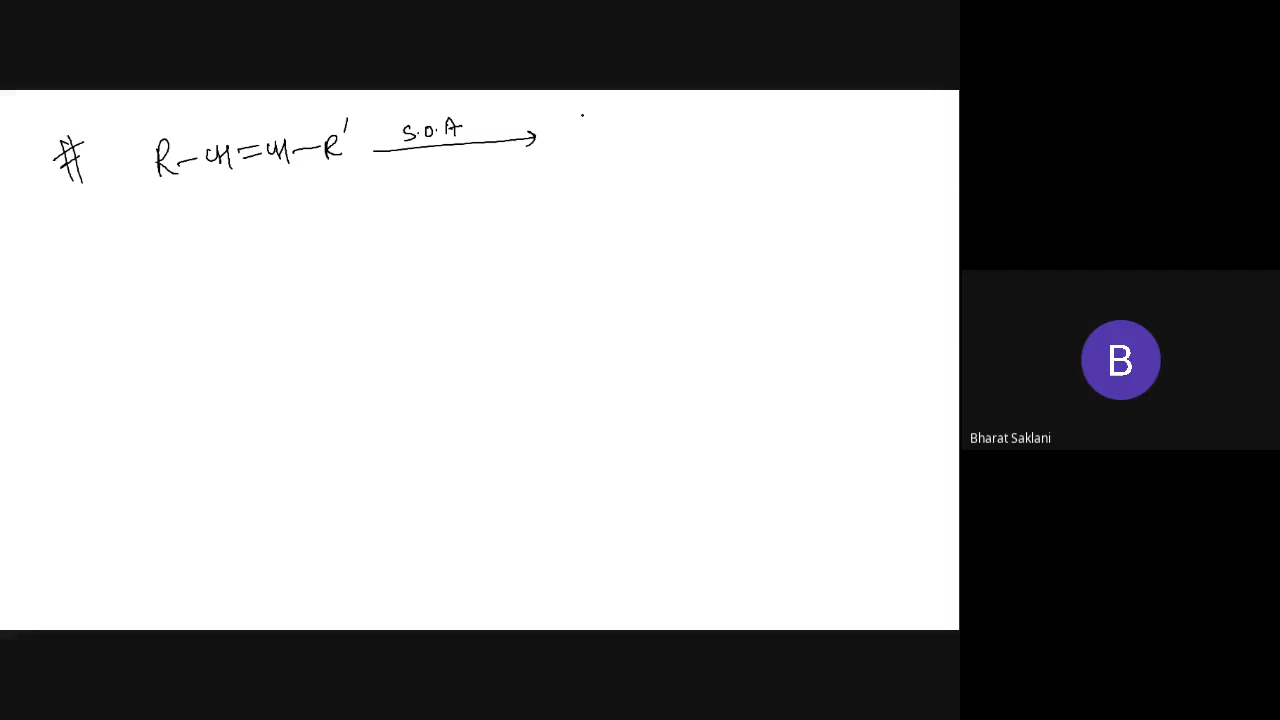 # R-CH=CH-R' S.O.A →
B
Bharat Saklani